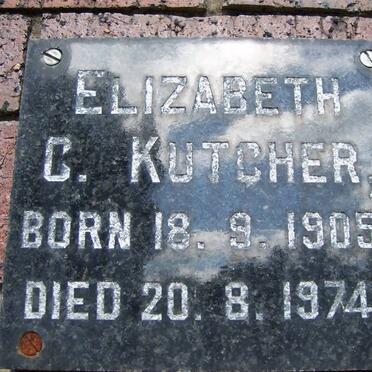 ELIZABETH
C. KUTCHER,
BORN 18. 9. 1905
DIED 20. 8. 1974